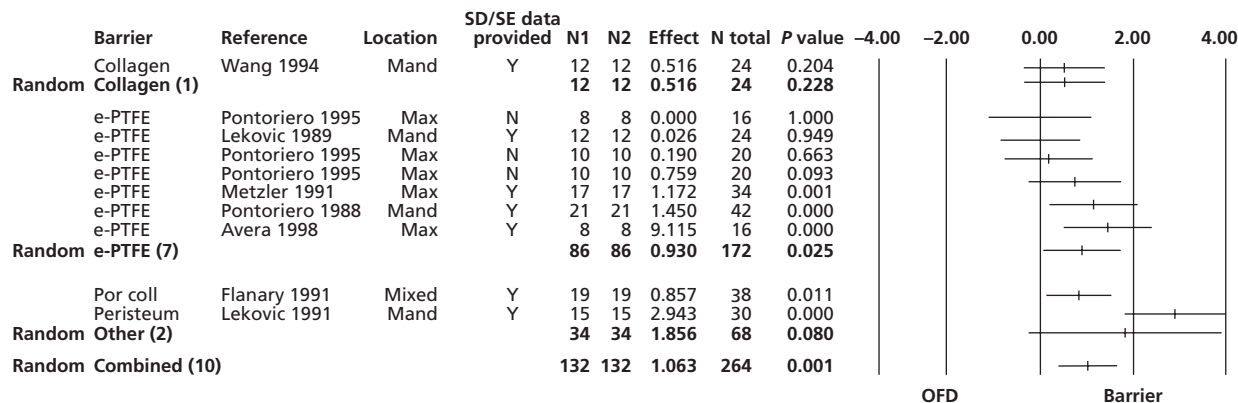 SD/SE data
Barrier Reference Location provided N1 N2 Effect N total P value –4.00 –2.00 0.00 2.00 4.00
Collagen Wang 1994 Mand Y 12 12 0.516 24 0.204
Random Collagen (1) 12 12 0.516 24 0.228
e-PTFE Pontoriero 1995 Max N 8 8 0.000 16 1.000
e-PTFE Lekovic 1989 Mand Y 12 12 0.026 24 0.949
e-PTFE Pontoriero 1995 Max N 10 10 0.190 20 0.663
e-PTFE Pontoriero 1995 Max N 10 10 0.759 20 0.093
e-PTFE Metzler 1991 Max Y 17 17 1.172 34 0.001
e-PTFE Pontoriero 1988 Mand Y 21 21 1.450 42 0.000
e-PTFE Avera 1998 Max Y 8 8 9.115 16 0.000
Random e-PTFE (7) 86 86 0.930 172 0.025
Por coll Flanary 1991 Mixed Y 19 19 0.857 38 0.011
Peristeum Lekovic 1991 Mand Y 15 15 2.943 30 0.000
Random Other (2) 34 34 1.856 68 0.080
Random Combined (10) 132 132 1.063 264 0.001
OFD Barrier